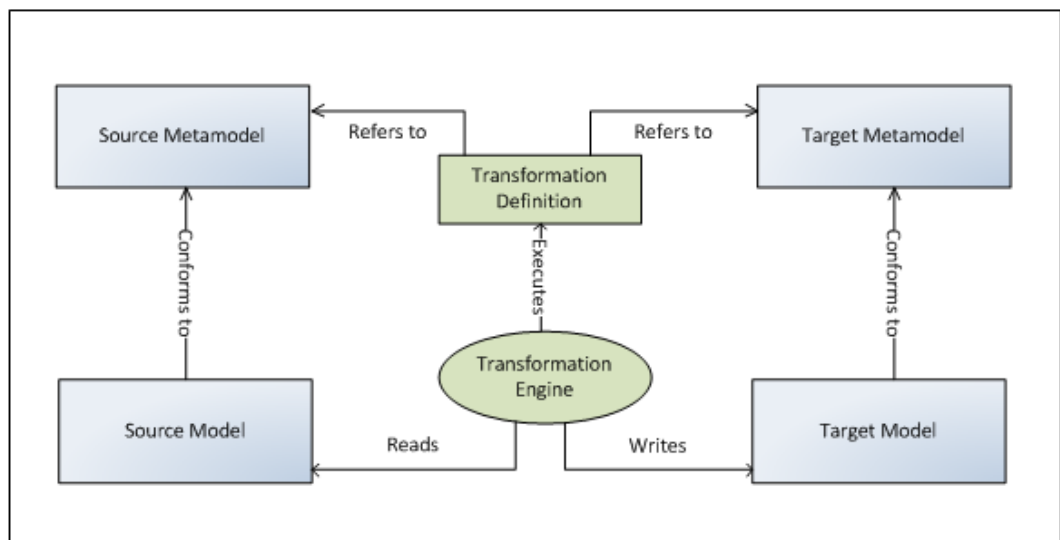 Source Metamodel
Refers to
Refers to
Target Metamodel
Transformation
Definition
Conforms to
Executes
Conforms to
Transformation
Engine
Source Model
Reads
Writes
Target Model